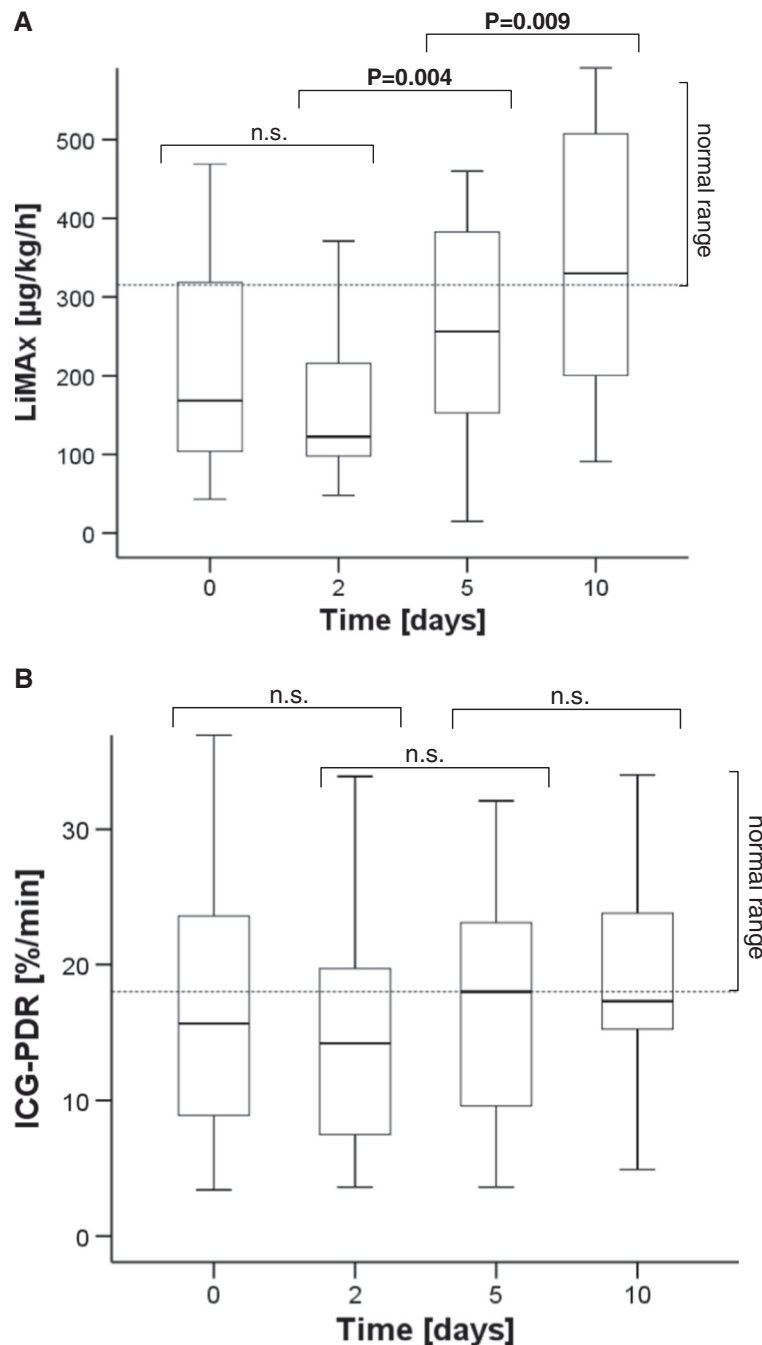 A
P=0.009
P=0.004
n.s.
500
400
300
200
100
0
LiMAx [µg/kg/h]
normal range
0 2 5 10
Time [days]
B
n.s. n.s.
n.s.
30
20
10
0
ICG-PDR [%/min]
normal range
0 2 5 10
Time [days]